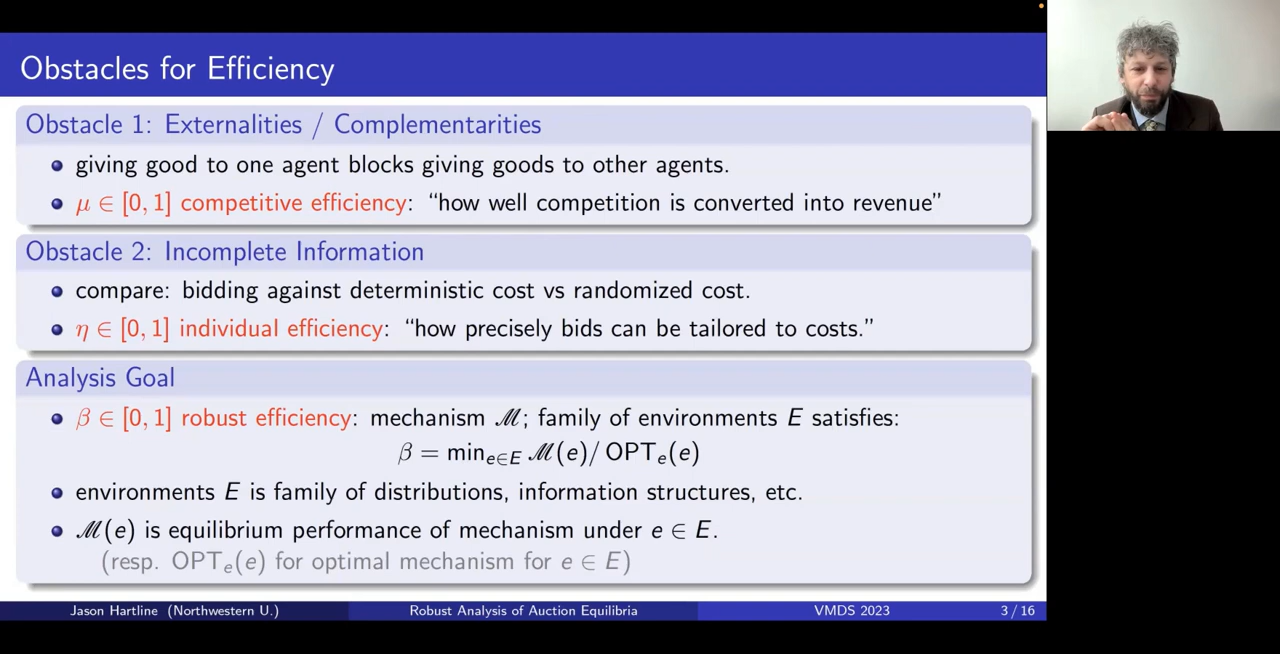 Obstacles for Efficiency
Obstacle 1: Externalities / Complementarities
giving good to one agent blocks giving goods to other agents.
μ ∈ [0, 1] competitive efficiency: “how well competition is converted into revenue”
Obstacle 2: Incomplete Information
compare: bidding against deterministic cost vs randomized cost.
η ∈ [0, 1] individual efficiency: “how precisely bids can be tailored to costs.”
Analysis Goal
β ∈ [0, 1] robust efficiency: mechanism ℳ; family of environments E satisfies:
β = min_{e∈E} ℳ(e)/ OPT_e(e)
environments E is family of distributions, information structures, etc.
ℳ(e) is equilibrium performance of mechanism under e ∈ E.
(resp. OPT_e(e) for optimal mechanism for e ∈ E)
Jason Hartline (Northwestern U.) Robust Analysis of Auction Equilibria VMDS 2023 3 / 16